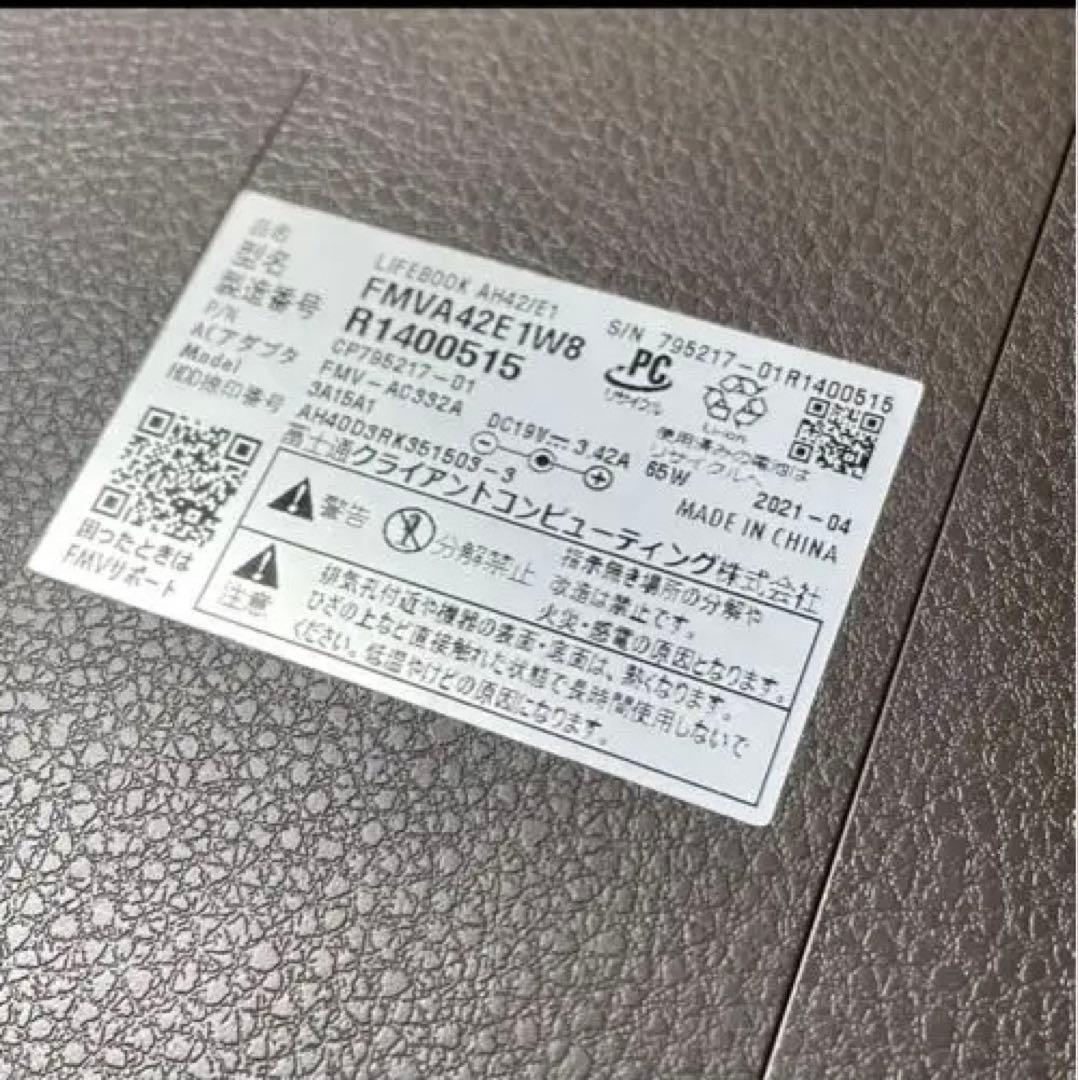 品名 LIFEBOOK AH42/E1
型名 FMVA42E1W8
製造番号 R1400515
P/N CP795217-01
ACアダプタ FMV-AC332A
Model 3A15A1
HDD捺印番号 AH40D3RK351503-3
S/N 795217-01R1400515
PC
リサイクル
Li-ion
使用済みの電池は
リサイクルへ
DC19V 3.42A
65W
2021-04
MADE IN CHINA
富士通クライアントコンピューティング株式会社
困ったときは
FMVサポート
警告
分解禁止
指示無き場所の分解や
改造は禁止です。
火災・感電の原因となります。
注意
排気孔付近や機器の表面・底面は、熱くなります。
ひざの上など直接触れた状態で長時間使用しないで
ください。低温やけどの原因になります。